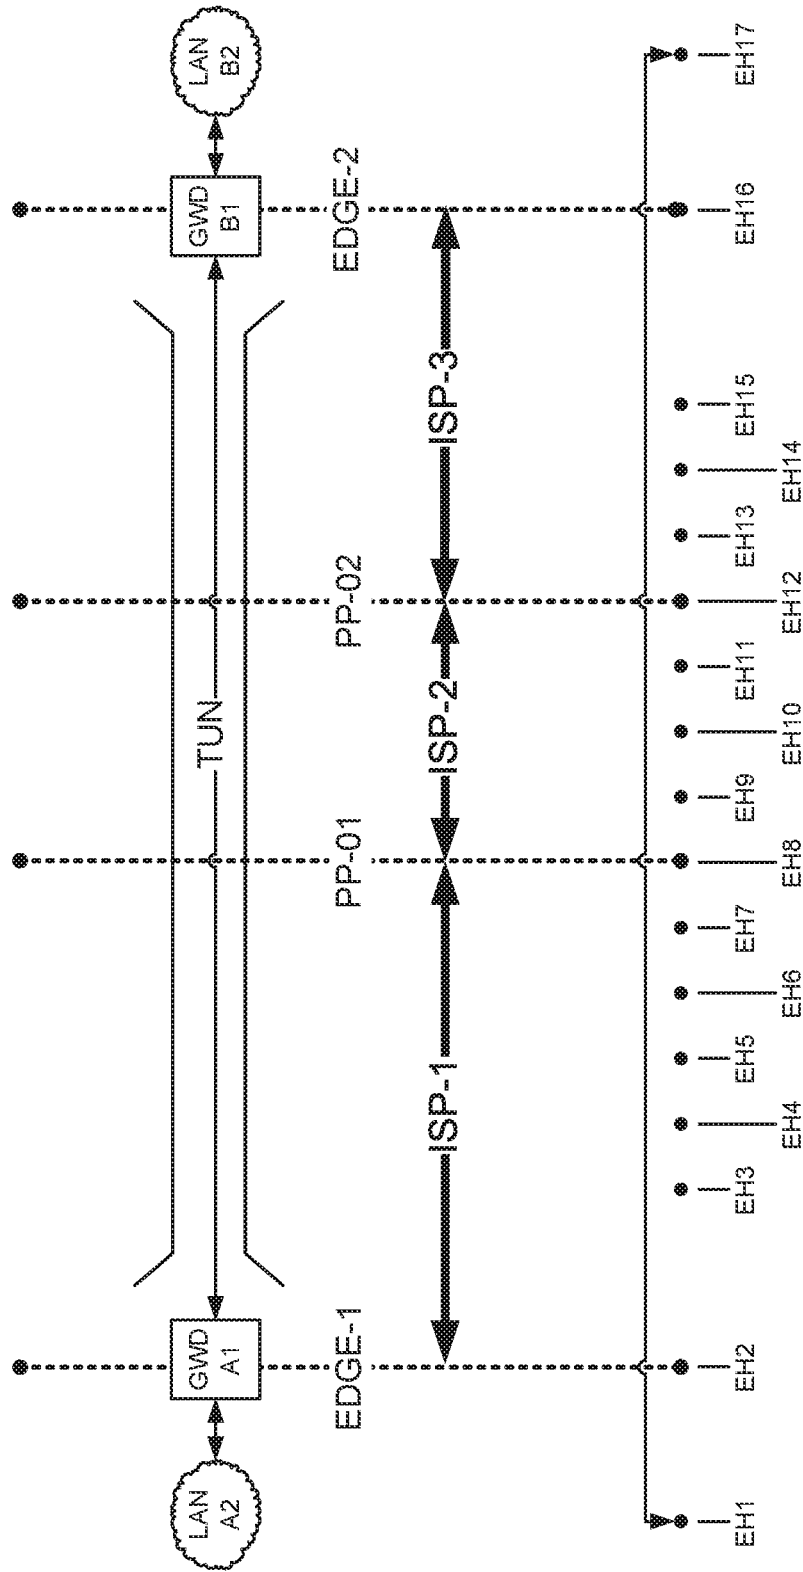 LAN
A2
GWD
A1
TUN
GWD
B1
LAN
B2
EDGE-1
PP-01
PP-02
EDGE-2
ISP-1
ISP-2
ISP-3
EH1
EH2
EH3
EH4
EH5
EH6
EH7
EH8
EH9
EH10
EH11
EH12
EH13
EH14
EH15
EH16
EH17